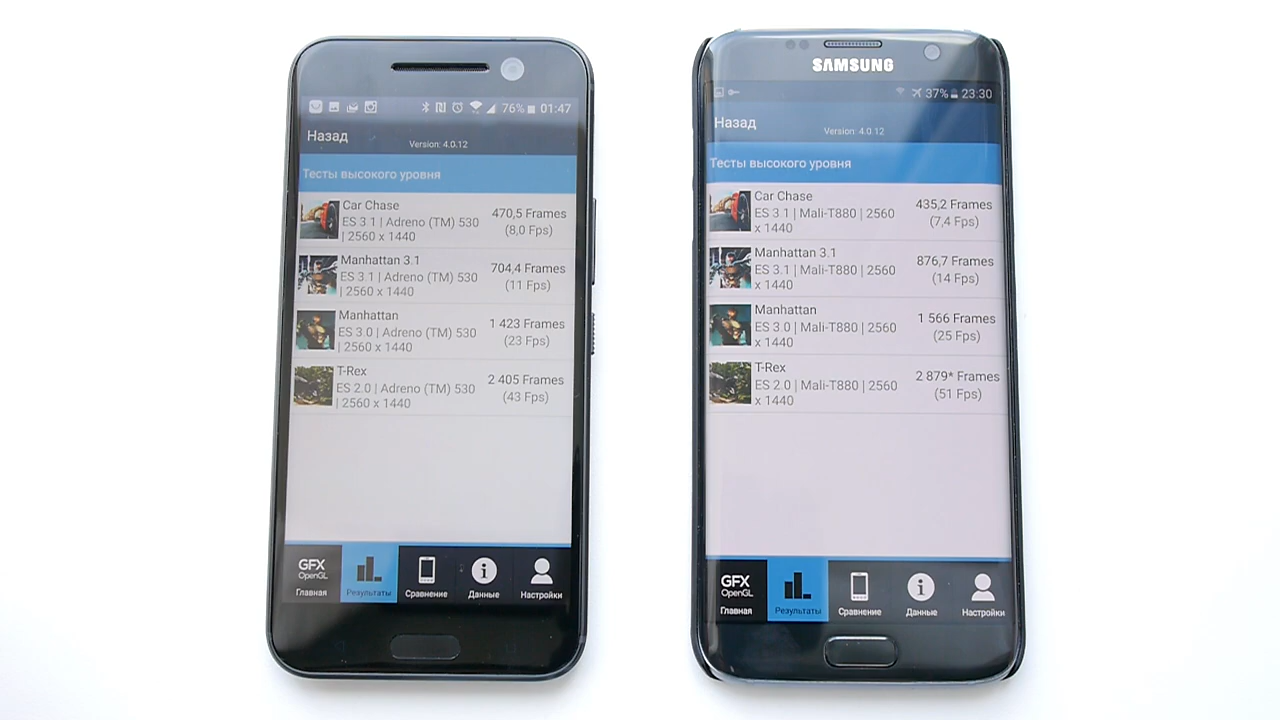 76% 01:47
Назад
Version: 4.0.12
Тесты высокого уровня
Car Chase
ES 3.1 | Adreno (TM) 530
| 2560 x 1440
470,5 Frames
(8,0 Fps)
Manhattan 3.1
ES 3.1 | Adreno (TM) 530
| 2560 x 1440
704,4 Frames
(11 Fps)
Manhattan
ES 3.0 | Adreno (TM) 530
| 2560 x 1440
1 423 Frames
(23 Fps)
T-Rex
ES 2.0 | Adreno (TM) 530
| 2560 x 1440
2 405 Frames
(43 Fps)
GFX
OpenGL
Главная
Результаты
Сравнение
Данные
Настройки
SAMSUNG
37% 23:30
Назад
Version: 4.0.12
Тесты высокого уровня
Car Chase
ES 3.1 | Mali-T880 | 2560
x 1440
435,2 Frames
(7,4 Fps)
Manhattan 3.1
ES 3.1 | Mali-T880 | 2560
x 1440
876,7 Frames
(14 Fps)
Manhattan
ES 3.0 | Mali-T880 | 2560
x 1440
1 566 Frames
(25 Fps)
T-Rex
ES 2.0 | Mali-T880 | 2560
x 1440
2 879* Frames
(51 Fps)
GFX
OpenGL
Главная
Результаты
Сравнение
Данные
Настройки